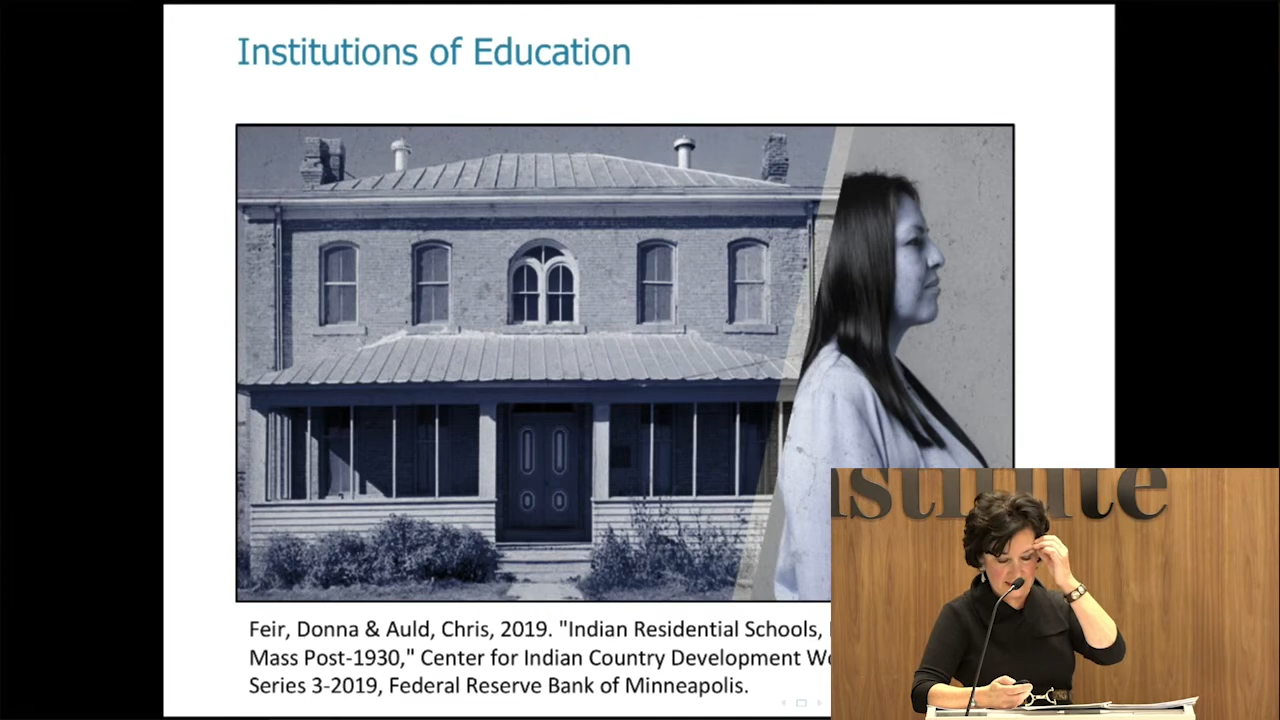 Institutions of Education
Feir, Donna & Auld, Chris, 2019. "Indian Residential Schools,
Mass Post-1930," Center for Indian Country Development
Series 3-2019, Federal Reserve Bank of Minneapolis.